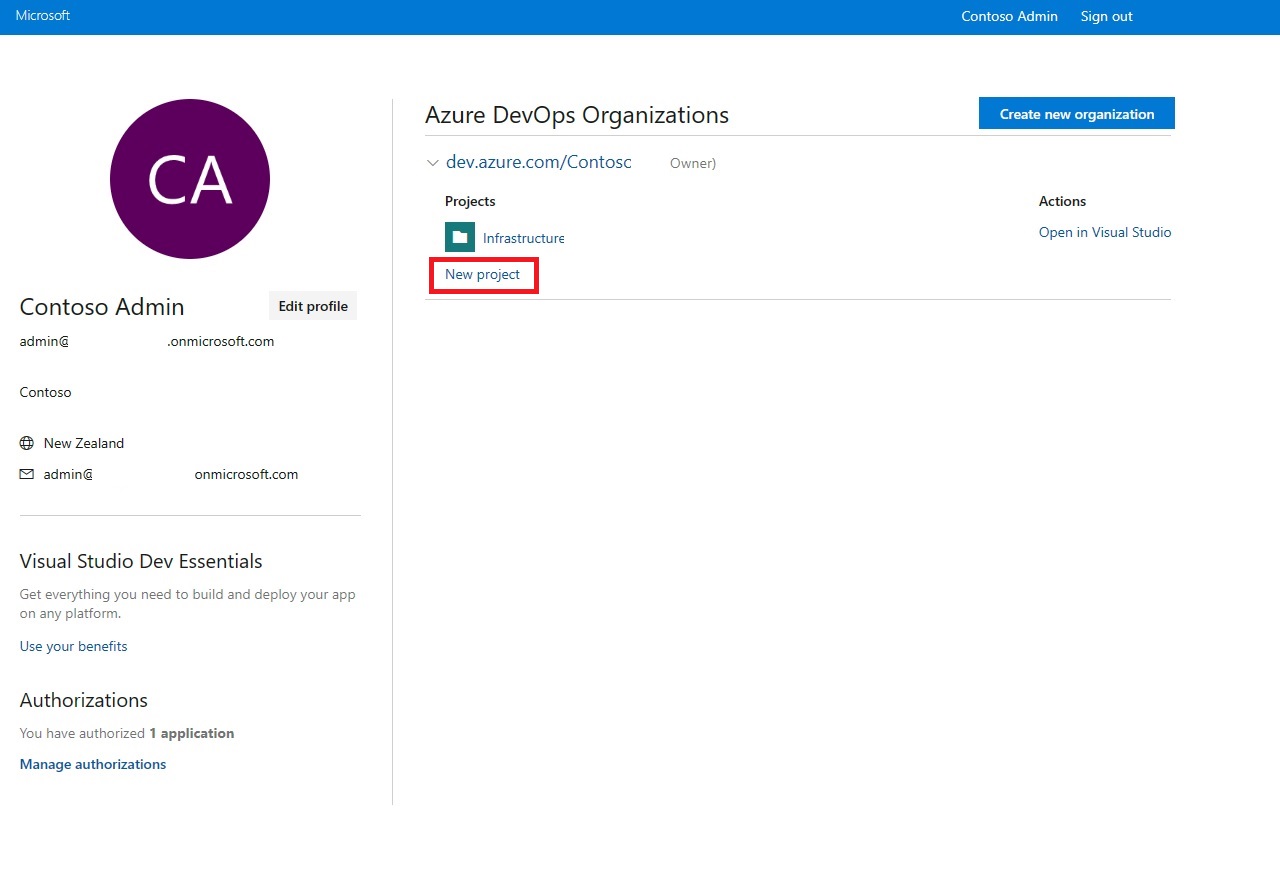 Microsoft
Contoso Admin
Sign out
CA
Contoso Admin
Edit profile
admin@ .onmicrosoft.com
Contoso
New Zealand
admin@ onmicrosoft.com
Visual Studio Dev Essentials
Get everything you need to build and deploy your app
on any platform.
Use your benefits
Authorizations
You have authorized 1 application
Manage authorizations
Azure DevOps Organizations
Create new organization
dev.azure.com/Contoso
Owner)
Projects
Actions
Infrastructure
Open in Visual Studio
New project